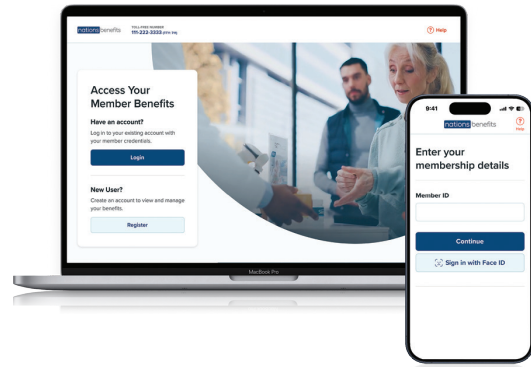 nations benefits
TOLL-FREE NUMBER
111-222-3333 (TTY: 711)
? Help
Access Your
Member Benefits
Have an account?
Log in to your existing account with
your member credentials.
Login
New User?
Create an account to view and manage
your benefits.
Register
MacBook Pro
9:41
nations benefits
?
Help
Enter your
membership details
Member ID
Continue
Sign in with Face ID